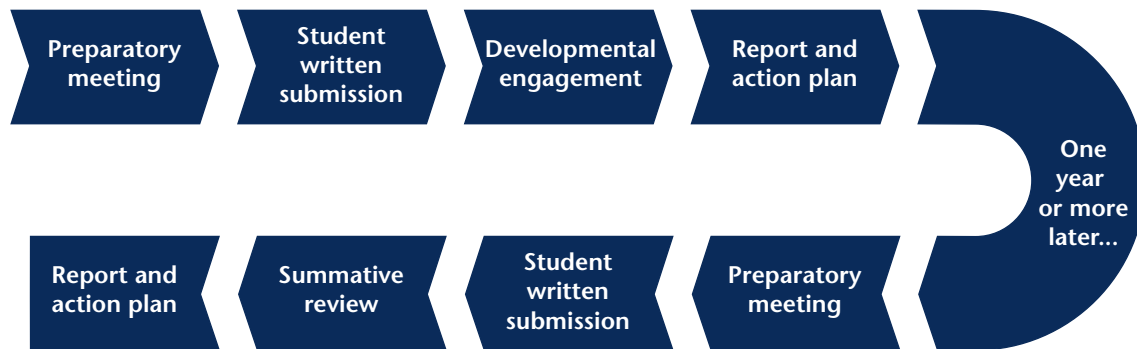 Preparatory
meeting
Student
written
submission
Developmental
engagement
Report and
action plan
One
year
or more
later...
Preparatory
meeting
Student
written
submission
Summative
review
Report and
action plan